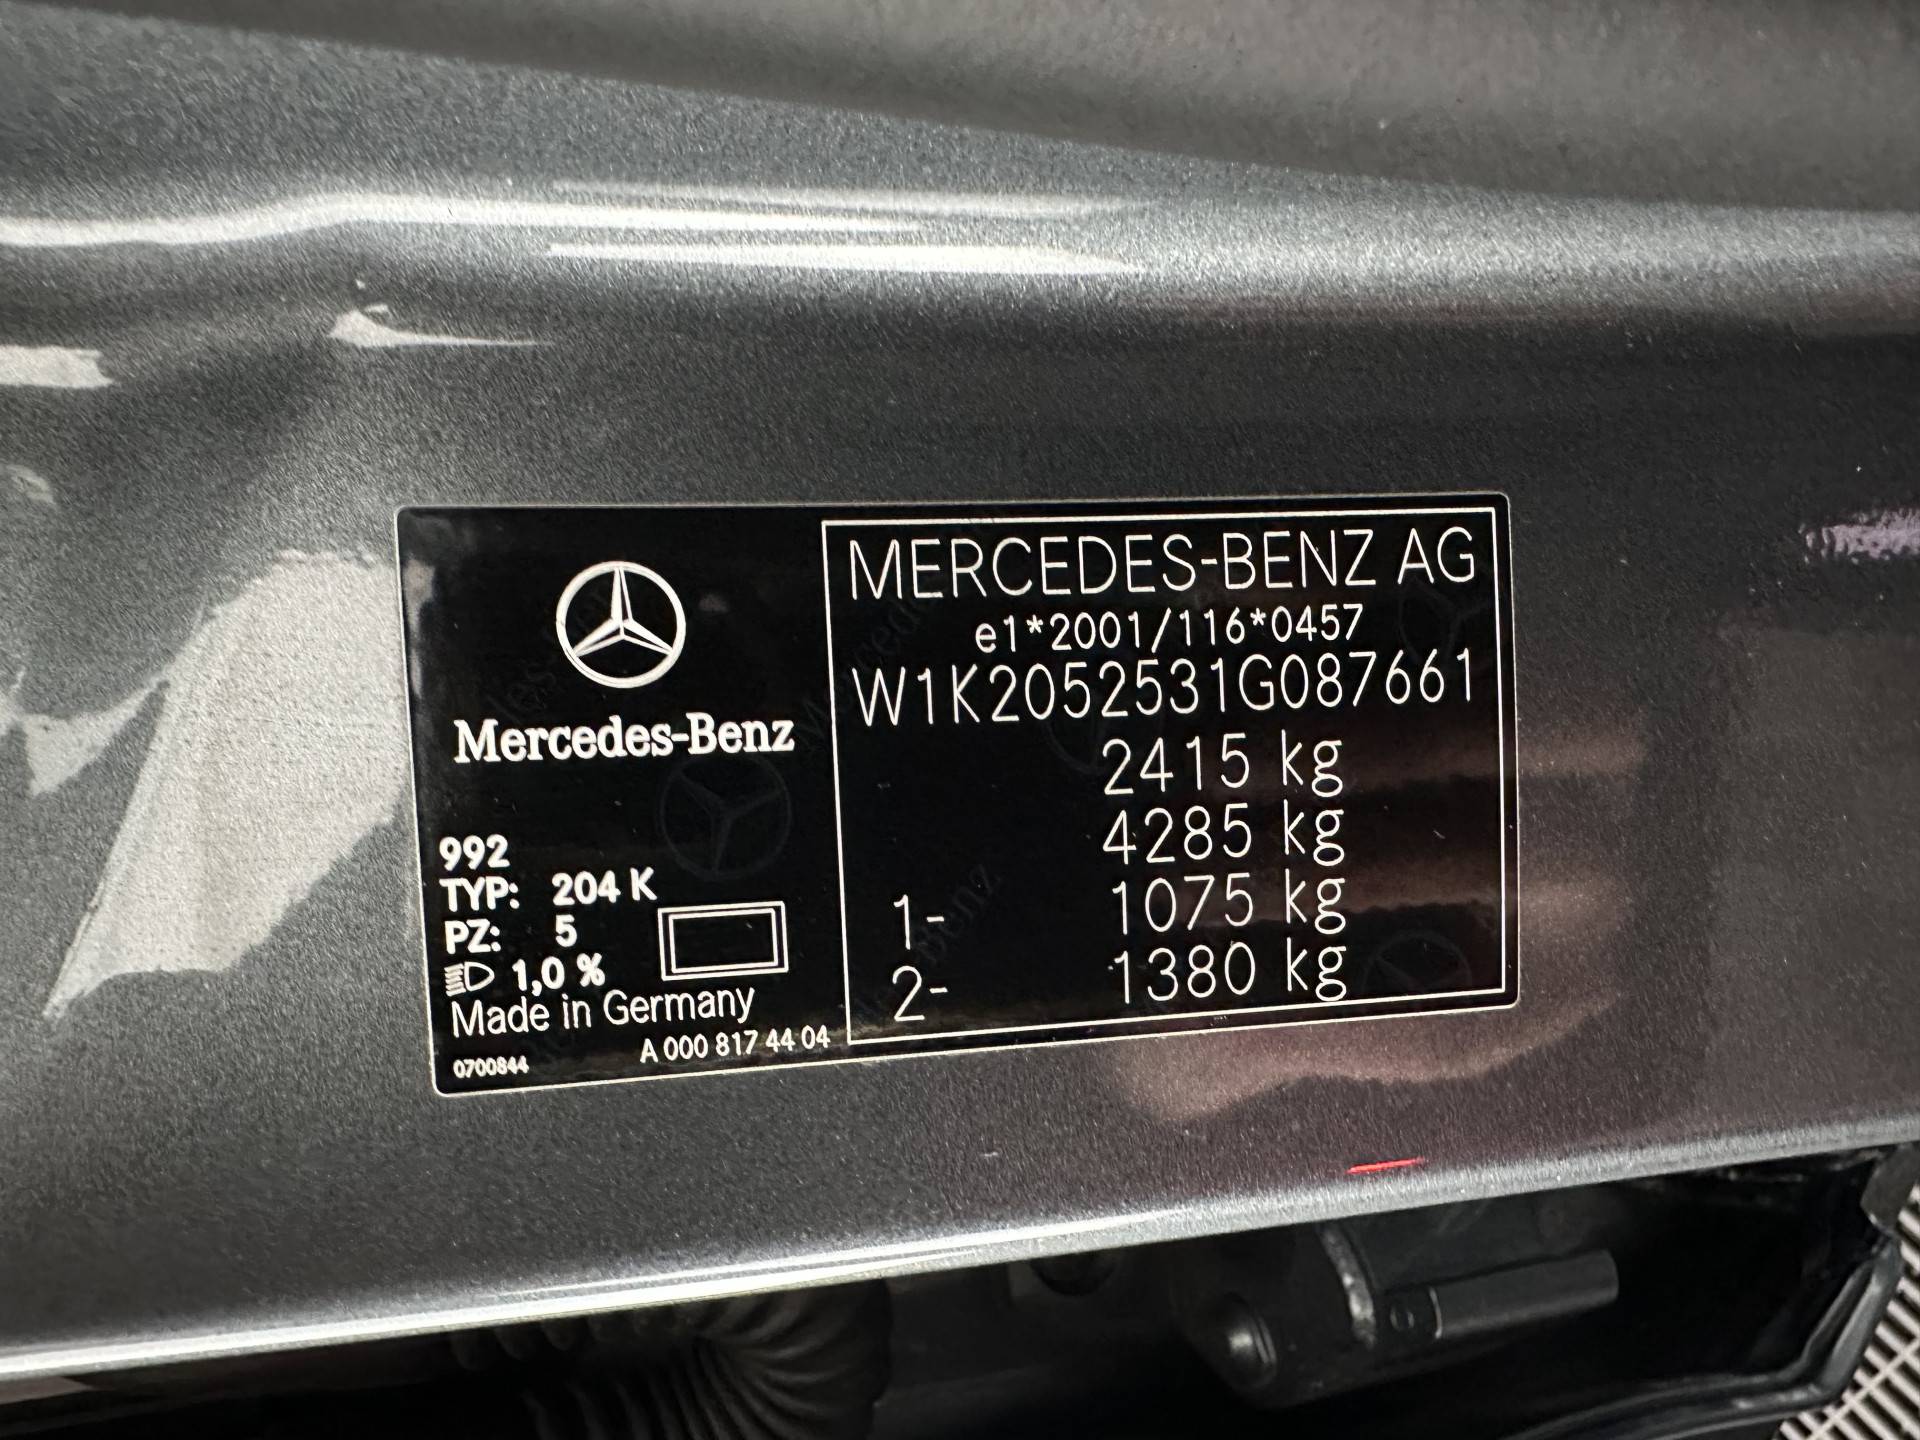 Mercedes-Benz
992
TYP: 204 K
PZ: 5
1,0 %
Made in Germany
0700844
A 000 817 44 04
MERCEDES-BENZ AG
e1*2001/116*0457
W1K2052531G087661
2415 kg
4285 kg
1- 1075 kg
2- 1380 kg